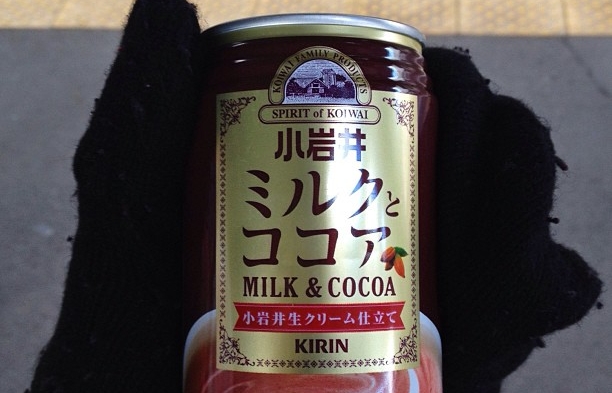 KOIWAI FAMILY PRODUCTS
SPIRIT of KOIWAI
小岩井
ミルクと
ココア
MILK & COCOA
小岩井生クリーム仕立て
KIRIN